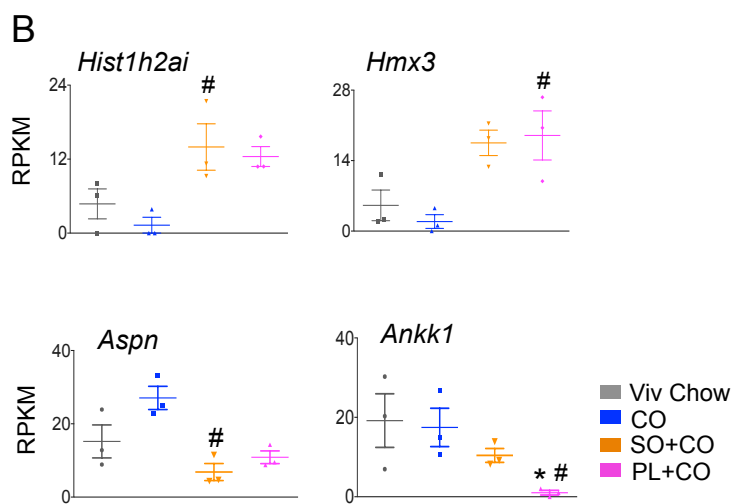 B
Hist1h2ai
Hmx3
RPKM
24
12
0
#
28
14
0
#
Aspn
Ankk1
RPKM
40
20
0
#
40
20
0
* #
Viv Chow
CO
SO+CO
PL+CO